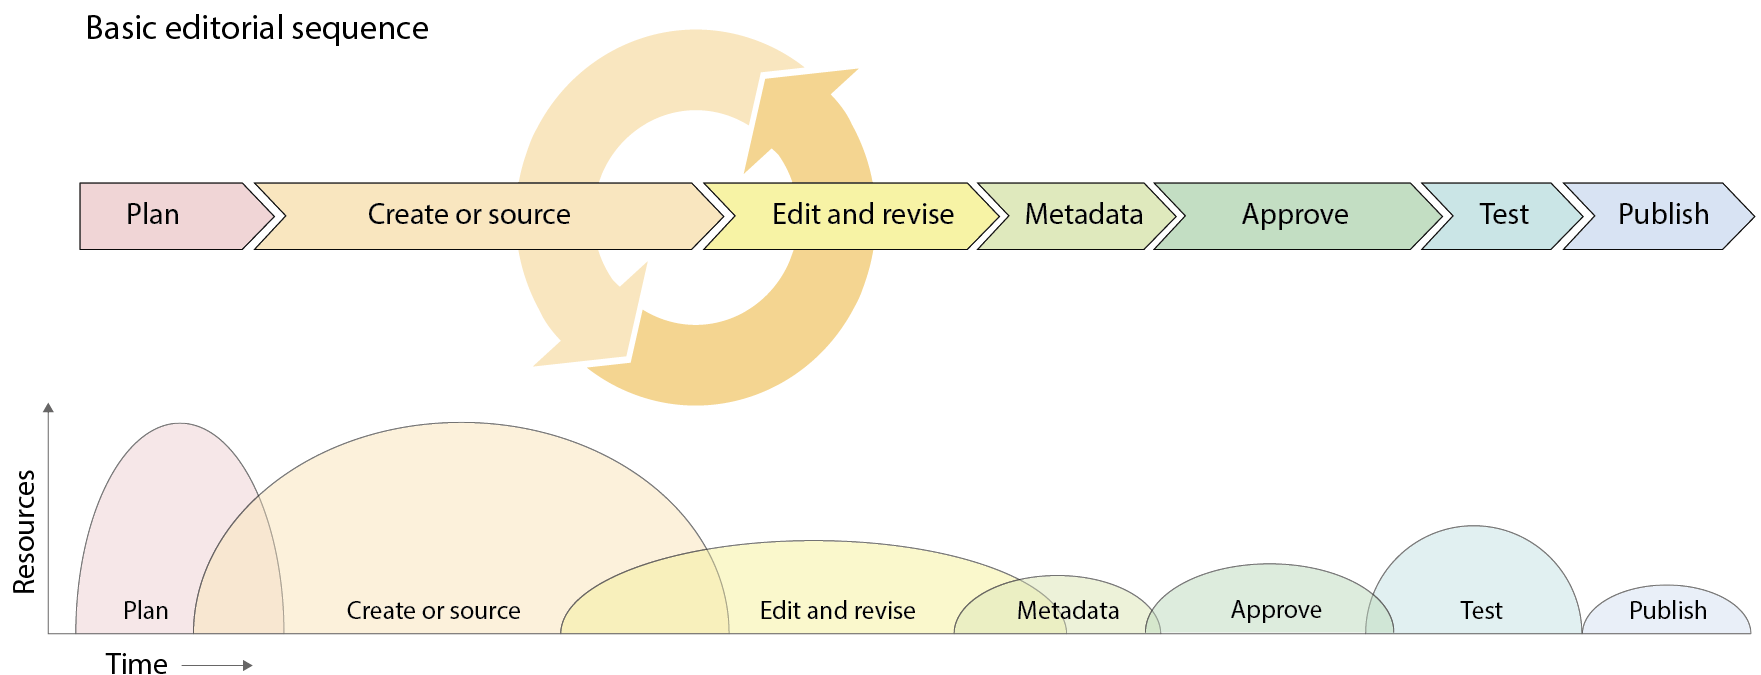 Basic editorial sequence
Plan
Create or source
Edit and revise
Metadata
Approve
Test
Publish
Resources
Plan
Create or source
Edit and revise
Metadata
Approve
Test
Publish
Time